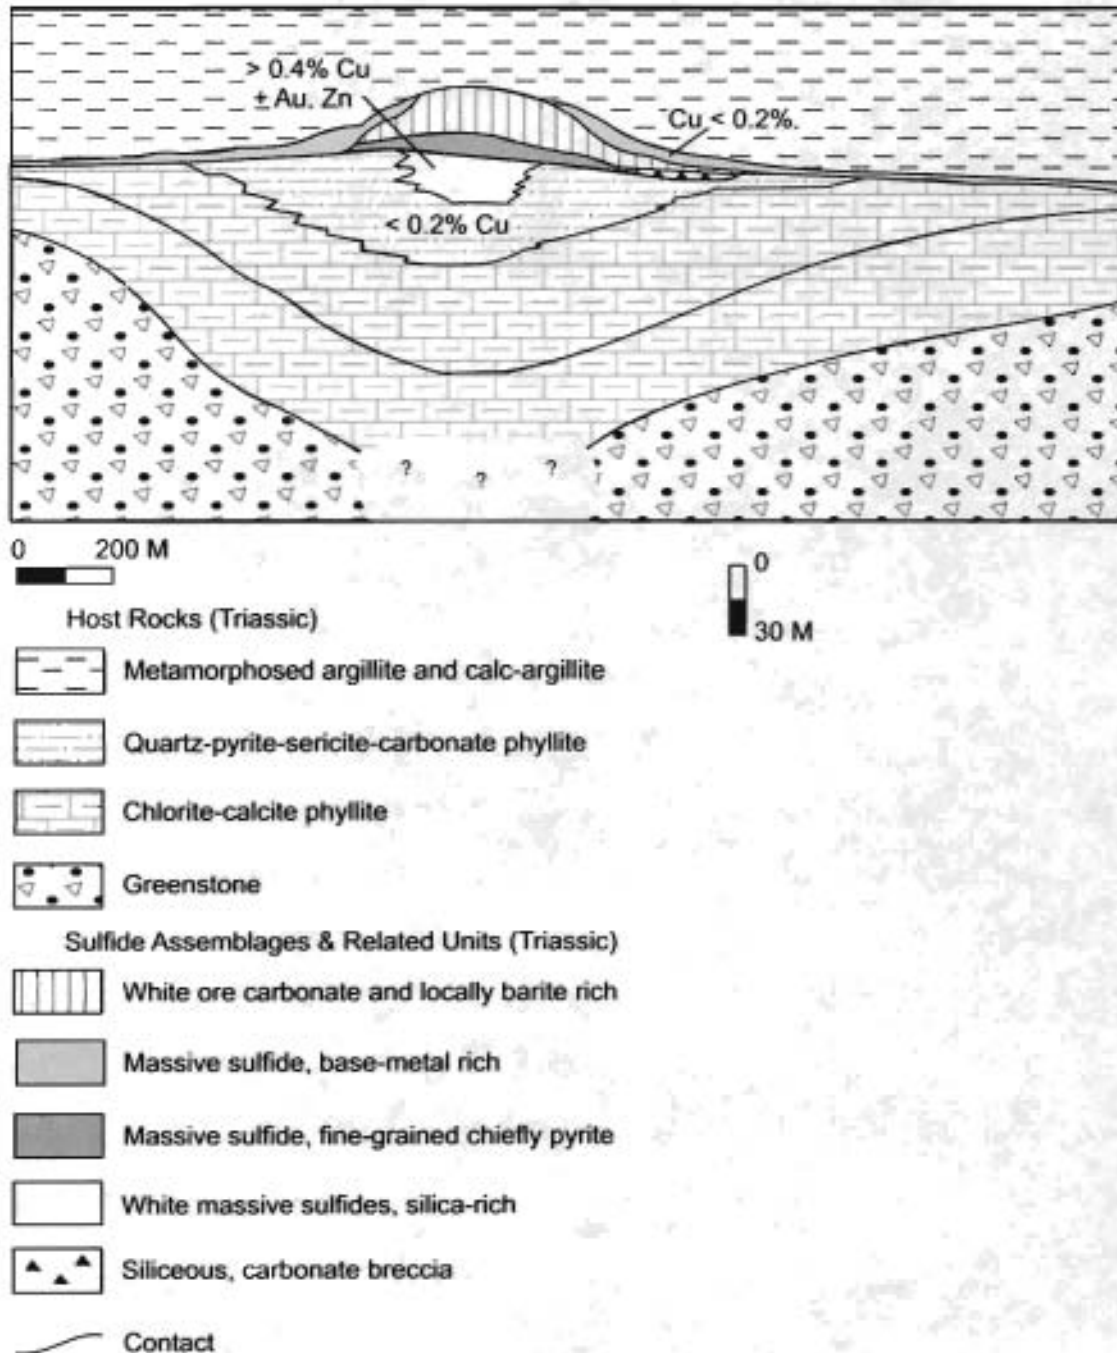 > 0.4% Cu
± Au, Zn
Cu < 0.2%.
< 0.2% Cu
? ? ?
0 200 M
0
30 M
Host Rocks (Triassic)
Metamorphosed argillite and calc-argillite
Quartz-pyrite-sericite-carbonate phyllite
Chlorite-calcite phyllite
Greenstone
Sulfide Assemblages & Related Units (Triassic)
White ore carbonate and locally barite rich
Massive sulfide, base-metal rich
Massive sulfide, fine-grained chiefly pyrite
White massive sulfides, silica-rich
Siliceous, carbonate breccia
Contact